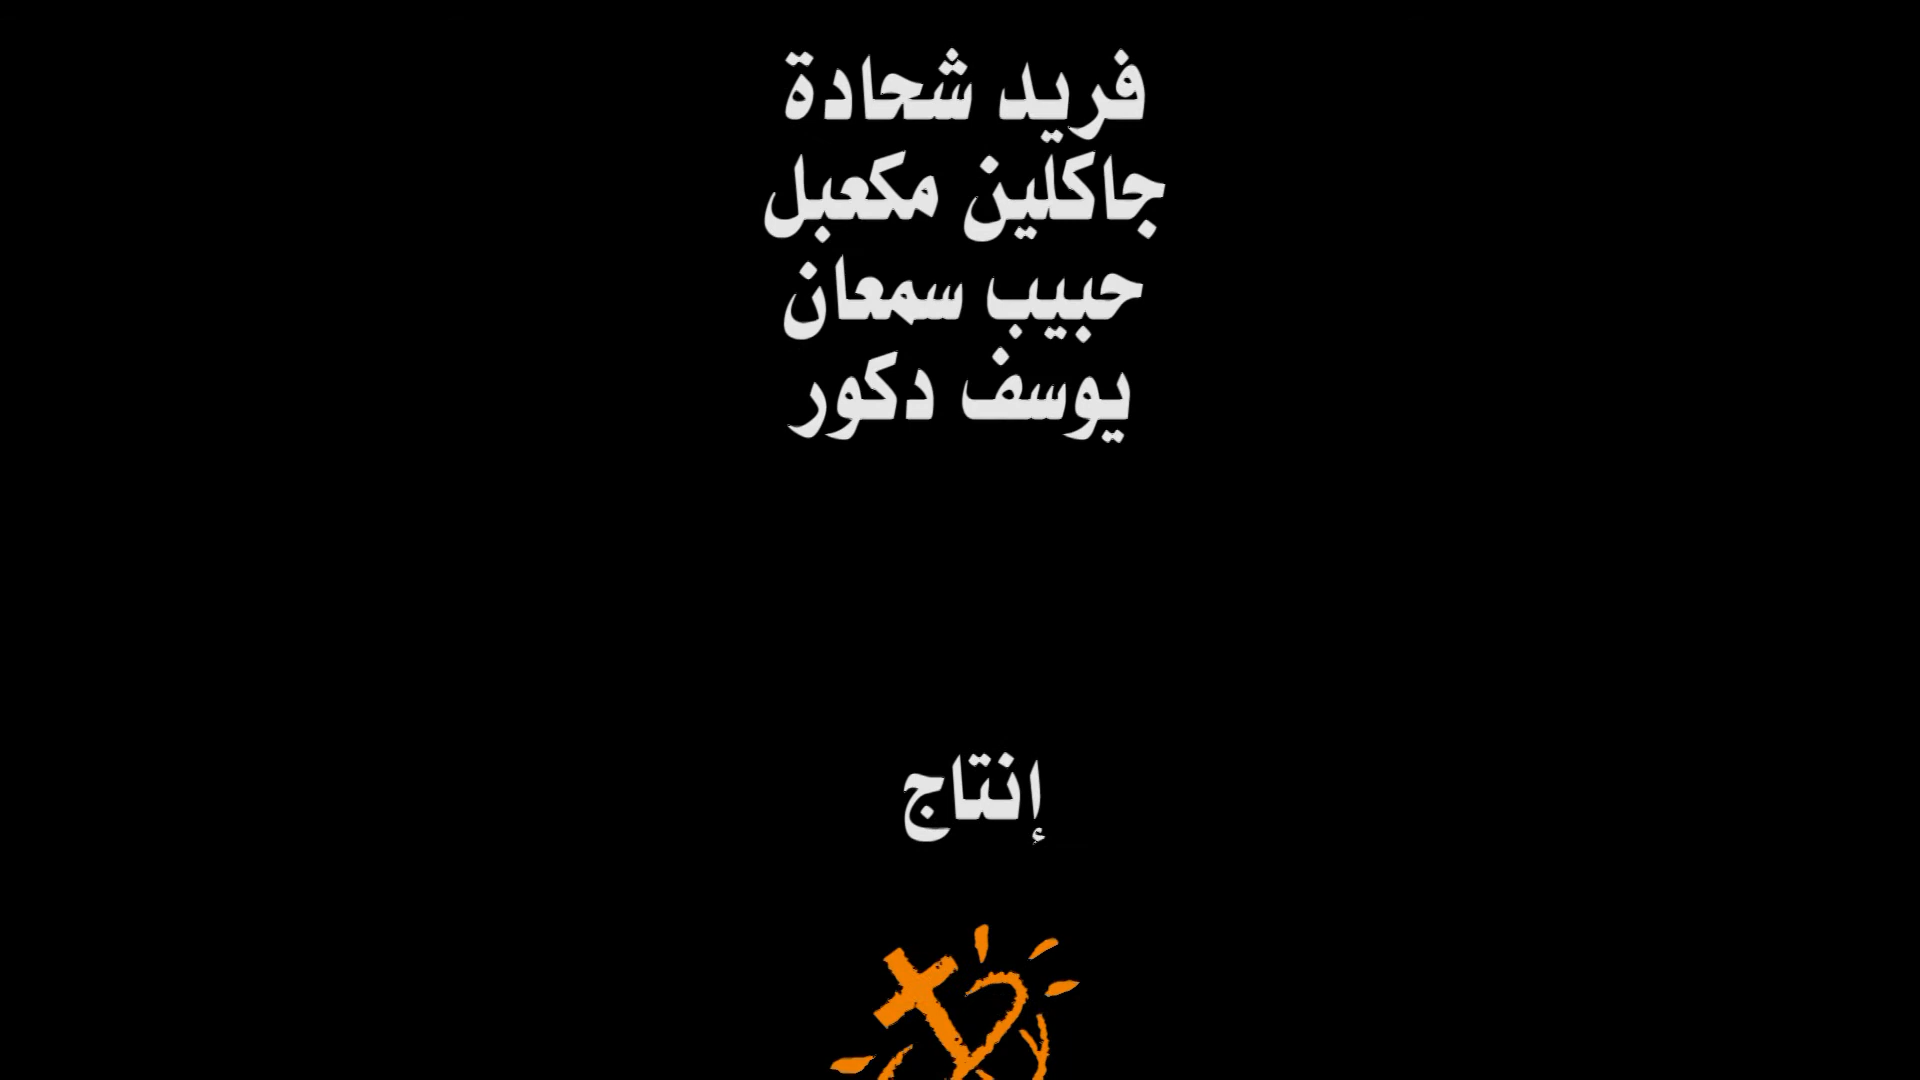 فريد شحادة
جاكلين مكعبل
حبيب سمعان
يوسف دكور
إنتاج